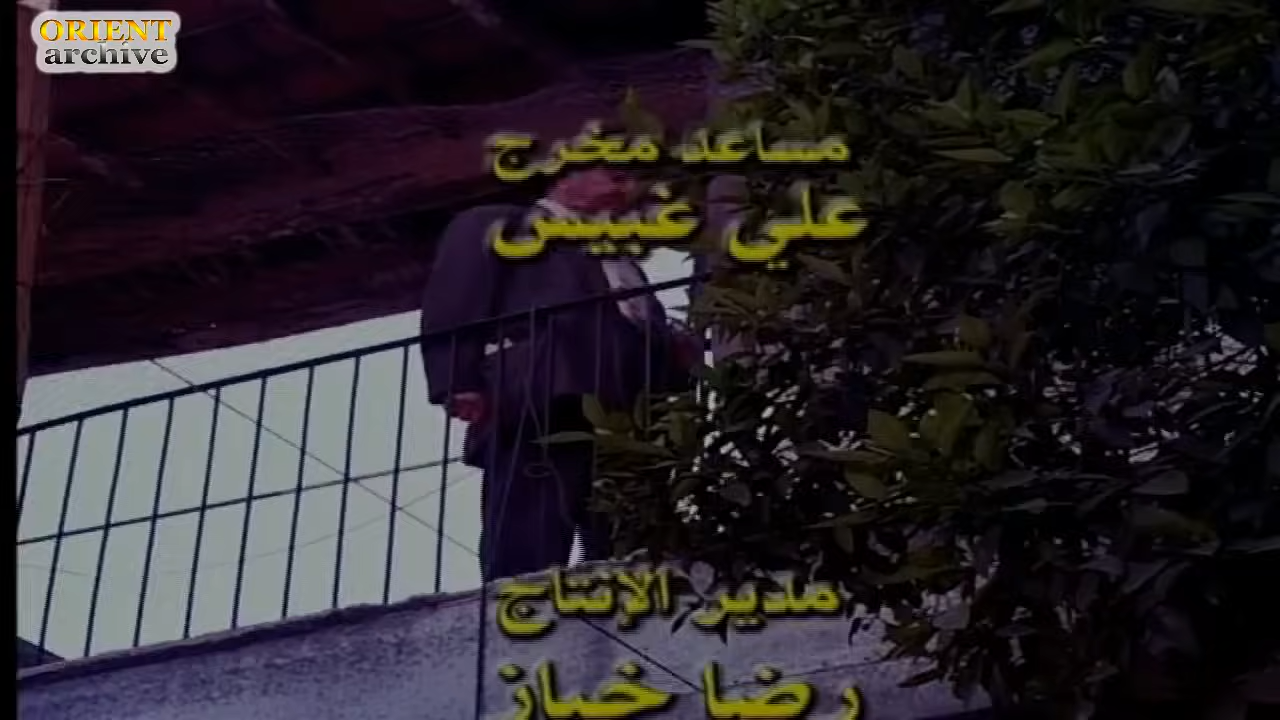 ORIENT
archive
مساعد مخرج
علي غبيس
مدير الإنتاج
رضا خباز